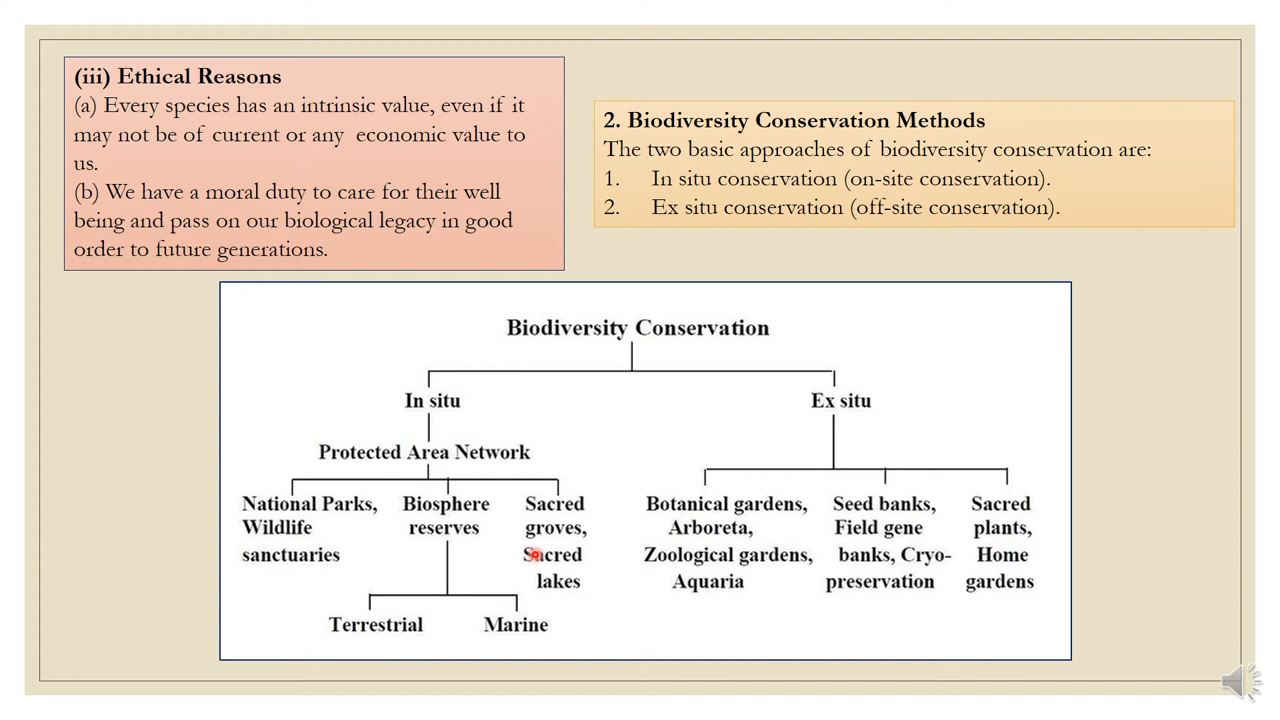 (iii) Ethical Reasons
(a) Every species has an intrinsic value, even if it
may not be of current or any economic value to
us.
(b) We have a moral duty to care for their well
being and pass on our biological legacy in good
order to future generations.
2. Biodiversity Conservation Methods
The two basic approaches of biodiversity conservation are:
1. In situ conservation (on-site conservation).
2. Ex situ conservation (off-site conservation).
Biodiversity Conservation
In situ
Ex situ
Protected Area Network
National Parks,
Wildlife
sanctuaries
Biosphere
reserves
Sacred
groves,
Sacred
lakes
Botanical gardens,
Arboreta,
Zoological gardens,
Aquaria
Seed banks,
Field gene
banks, Cryo-
preservation
Sacred
plants,
Home
gardens
Terrestrial
Marine